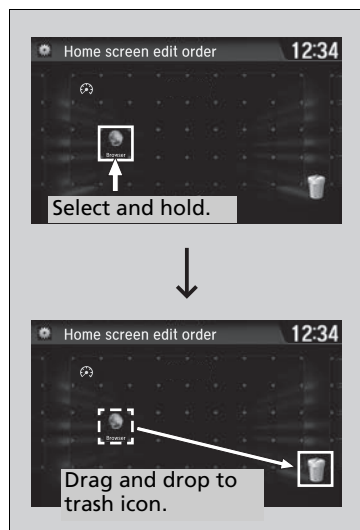 Home screen edit order 12:34
Browser
Select and hold.
Home screen edit order 12:34
Browser
Drag and drop to
trash icon.